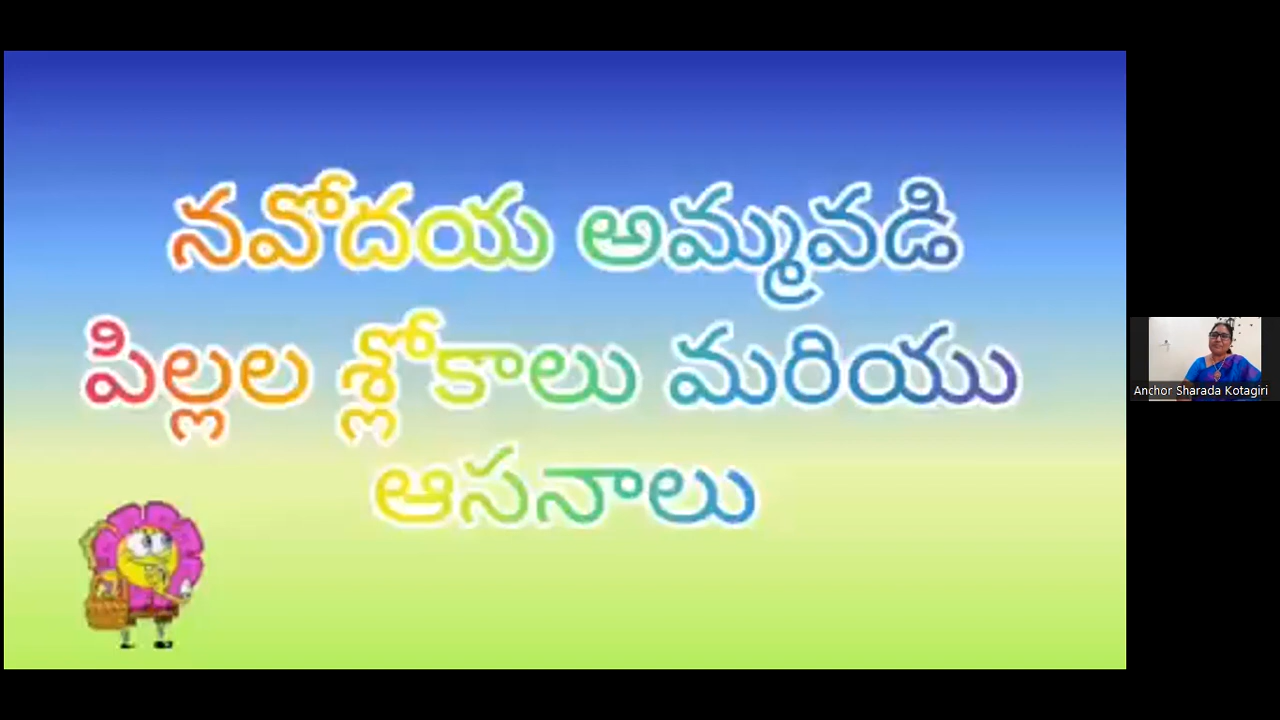 నవోదయ అమ్మవడి
పిల్లల శ్లోకాలు మరియు
ఆసనాలు
Anchor Sharada Kotagiri